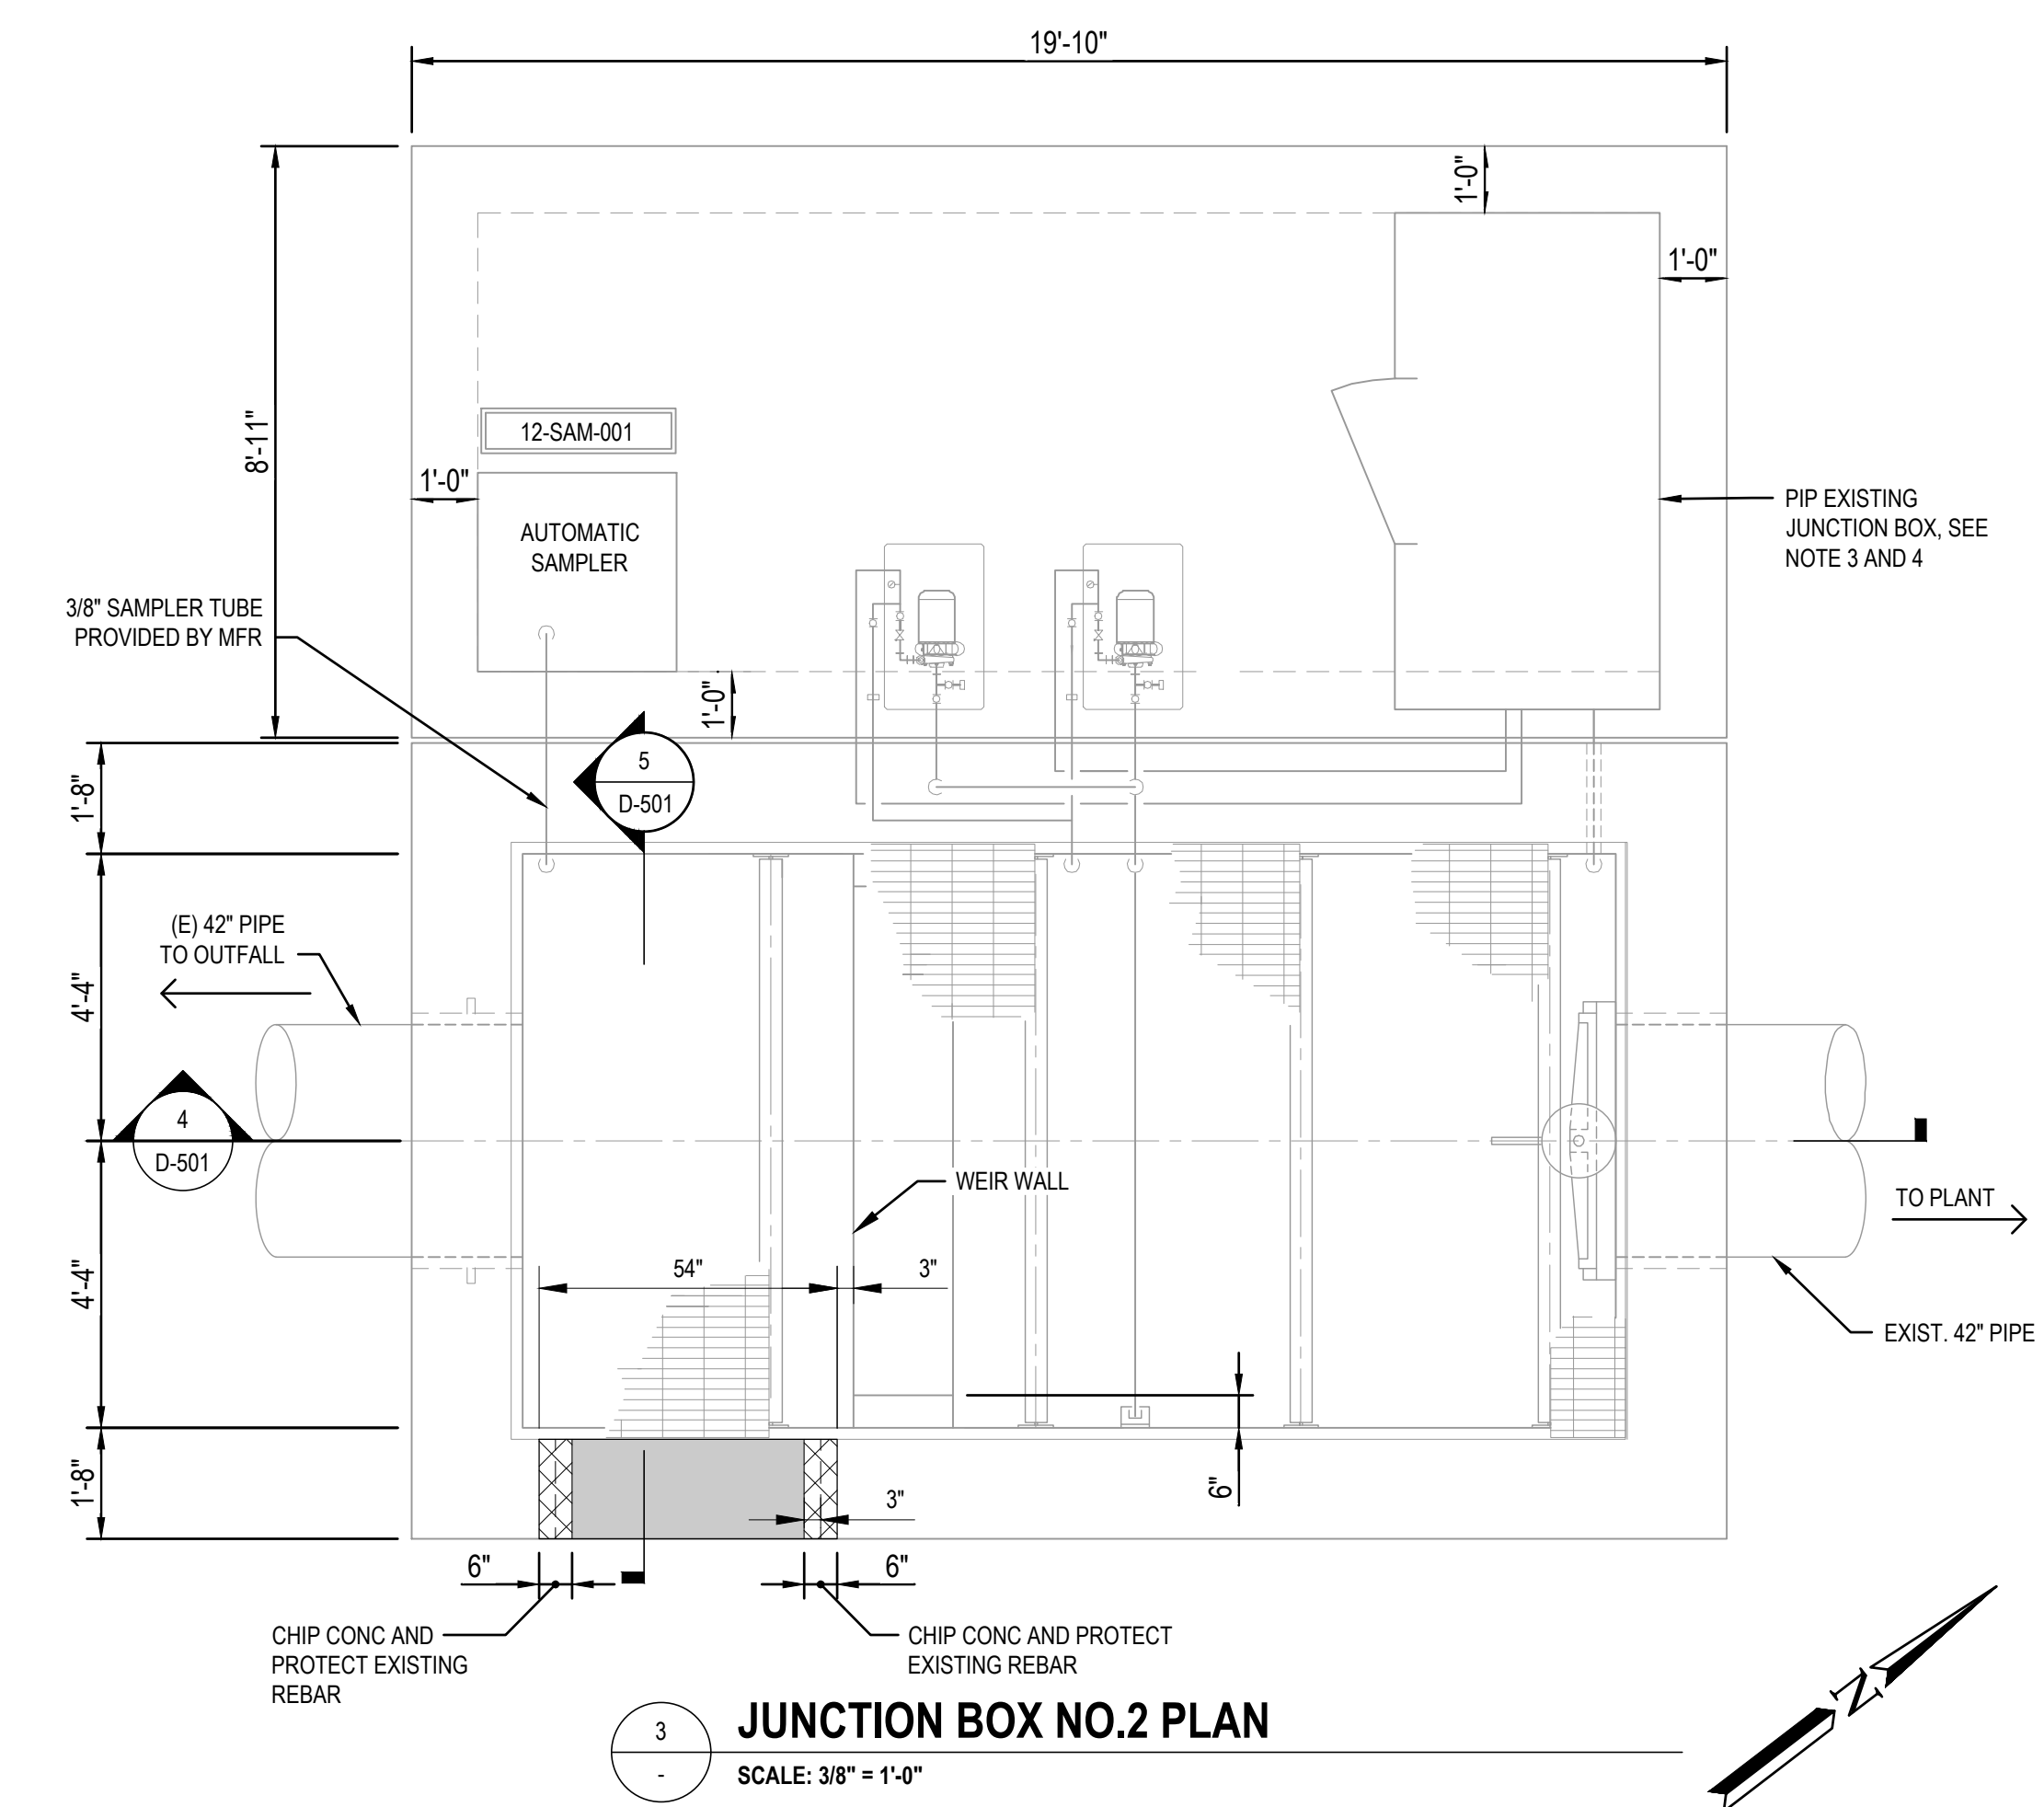 19'-10"
1'-0"
1'-0"
8'-11"
12-SAM-001
1'-0"
AUTOMATIC
SAMPLER
PIP EXISTING
JUNCTION BOX, SEE
NOTE 3 AND 4
3/8" SAMPLER TUBE
PROVIDED BY MFR
1'-0"
5
D-501
1'-8"
(E) 42" PIPE
TO OUTFALL
4'-4"
4
D-501
WEIR WALL
TO PLANT
54"
3"
4'-4"
EXIST. 42" PIPE
1'-8"
6"
3"
6"
6"
CHIP CONC AND
PROTECT EXISTING
REBAR
CHIP CONC AND PROTECT
EXISTING REBAR
3
-
JUNCTION BOX NO.2 PLAN
SCALE: 3/8" = 1'-0"
N